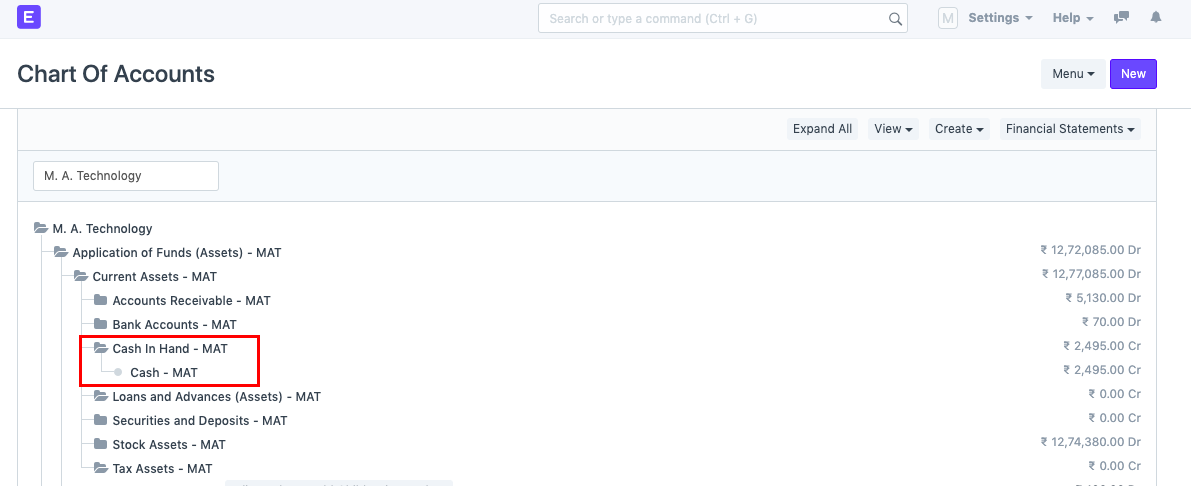 E
Search or type a command (Ctrl + G)
M
Settings
Help
Chart Of Accounts
Menu
New
Expand All
View
Create
Financial Statements
M. A. Technology
M. A. Technology
Application of Funds (Assets) - MAT ₹ 12,72,085.00 Dr
Current Assets - MAT ₹ 12,77,085.00 Dr
Accounts Receivable - MAT ₹ 5,130.00 Dr
Bank Accounts - MAT ₹ 70.00 Dr
Cash In Hand - MAT ₹ 2,495.00 Cr
Cash - MAT ₹ 2,495.00 Cr
Loans and Advances (Assets) - MAT ₹ 0.00 Cr
Securities and Deposits - MAT ₹ 0.00 Cr
Stock Assets - MAT ₹ 12,74,380.00 Dr
Tax Assets - MAT ₹ 0.00 Cr